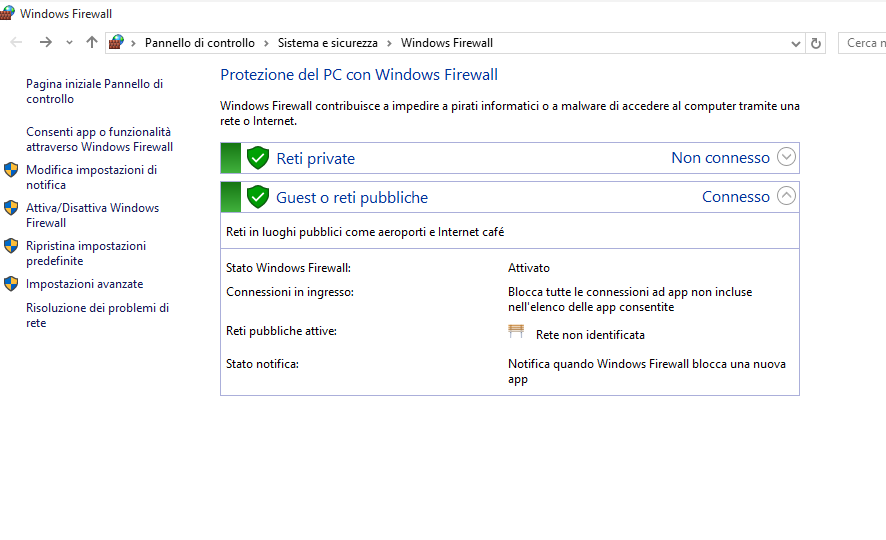 Windows Firewall
Pannello di controllo
Sistema e sicurezza
Windows Firewall
Cerca n
Pagina iniziale Pannello di
controllo
Consenti app o funzionalità
attraverso Windows Firewall
Modifica impostazioni di
notifica
Attiva/Disattiva Windows
Firewall
Ripristina impostazioni
predefinite
Impostazioni avanzate
Risoluzione dei problemi di
rete
Protezione del PC con Windows Firewall
Windows Firewall contribuisce a impedire a pirati informatici o a malware di accedere al computer tramite una
rete o Internet.
Reti private Non connesso
Guest o reti pubbliche Connesso
Reti in luoghi pubblici come aeroporti e Internet café
Stato Windows Firewall: Attivato
Connessioni in ingresso: Blocca tutte le connessioni ad app non incluse
nell'elenco delle app consentite
Reti pubbliche attive: Rete non identificata
Stato notifica: Notifica quando Windows Firewall blocca una nuova
app